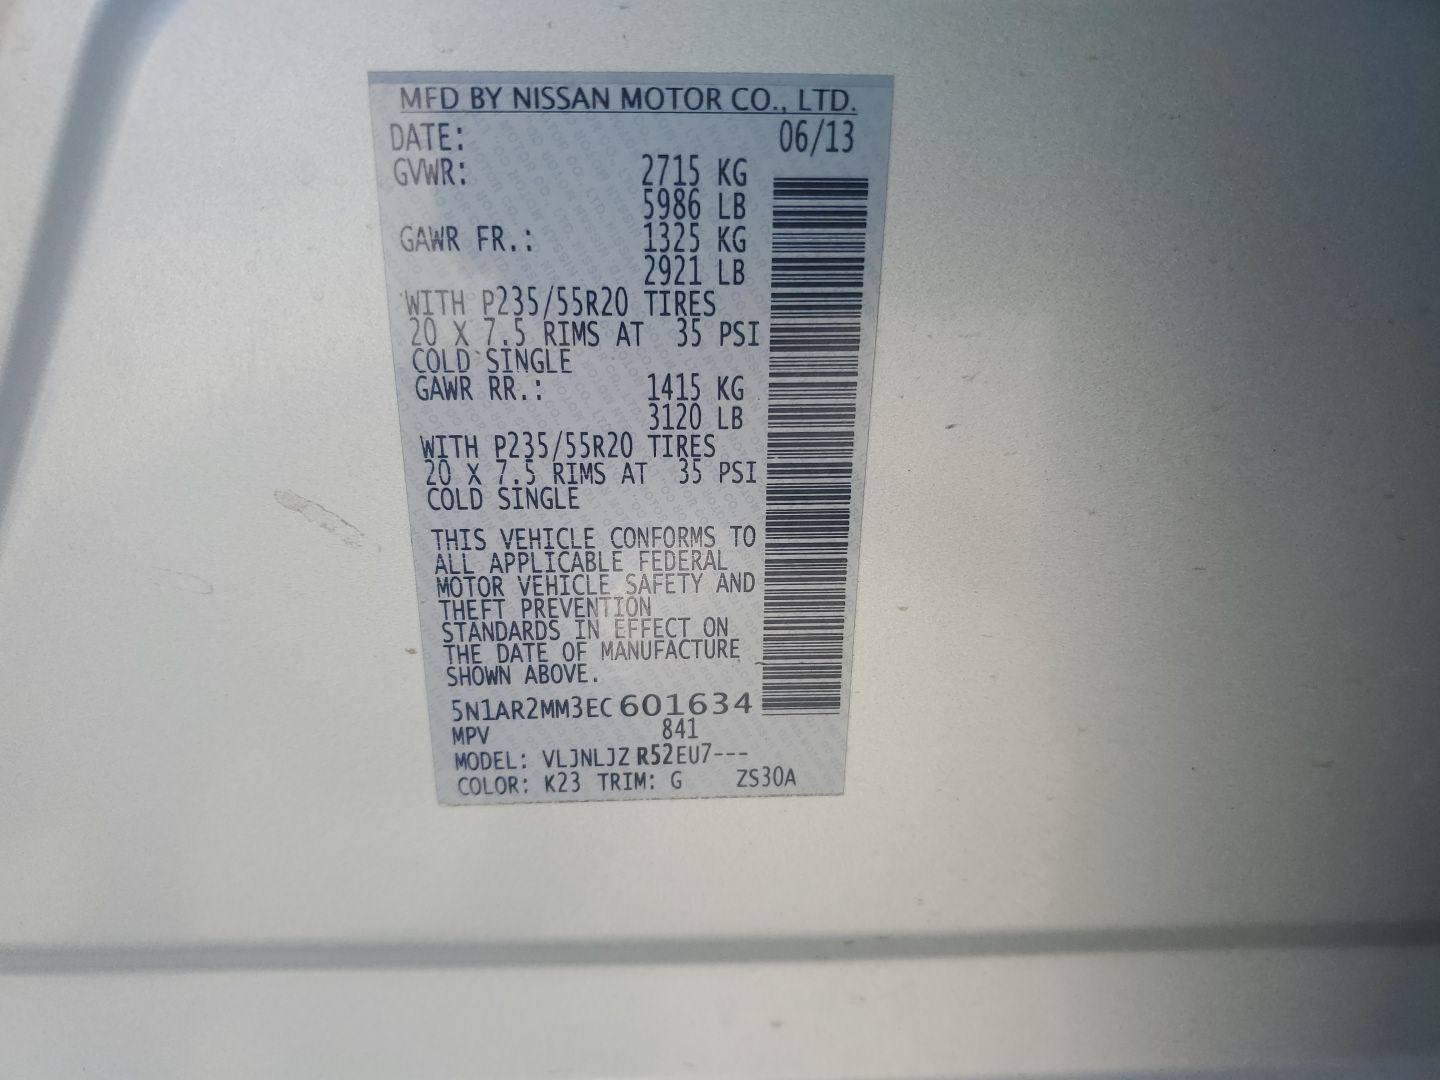 MFD BY NISSAN MOTOR CO., LTD.
DATE: 06/13
GVWR: 2715 KG
5986 LB
GAWR FR.: 1325 KG
2921 LB
WITH P235/55R20 TIRES
20 X 7.5 RIMS AT 35 PSI
COLD SINGLE
GAWR RR.: 1415 KG
3120 LB
WITH P235/55R20 TIRES
20 X 7.5 RIMS AT 35 PSI
COLD SINGLE
THIS VEHICLE CONFORMS TO
ALL APPLICABLE FEDERAL
MOTOR VEHICLE SAFETY AND
THEFT PREVENTION
STANDARDS IN EFFECT ON
THE DATE OF MANUFACTURE
SHOWN ABOVE.
5N1AR2MM3EC601634
MPV 841
MODEL: VLJNLJZ R52EU7---
COLOR: K23 TRIM: G ZS30A